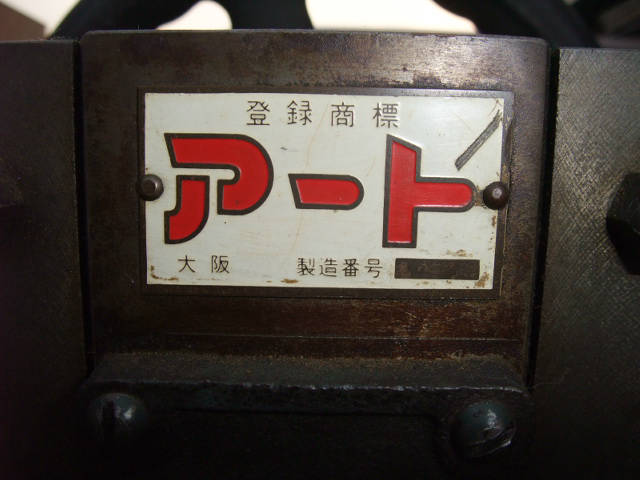 登録商標
アート
大阪 製造番号